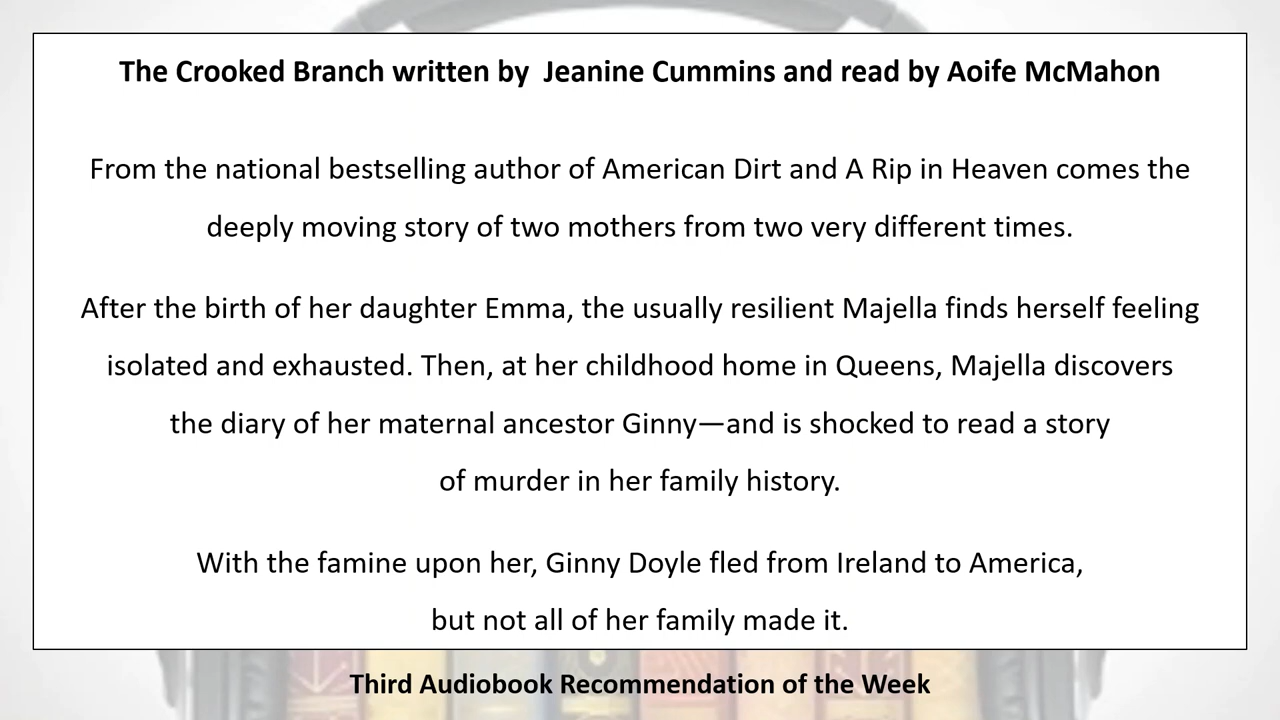 The Crooked Branch written by  Jeanine Cummins and read by Aoife McMahon
From the national bestselling author of American Dirt and A Rip in Heaven comes the
deeply moving story of two mothers from two very different times.
After the birth of her daughter Emma, the usually resilient Majella finds herself feeling
isolated and exhausted. Then, at her childhood home in Queens, Majella discovers
the diary of her maternal ancestor Ginny—and is shocked to read a story
of murder in her family history.
With the famine upon her, Ginny Doyle fled from Ireland to America,
but not all of her family made it.
Third Audiobook Recommendation of the Week